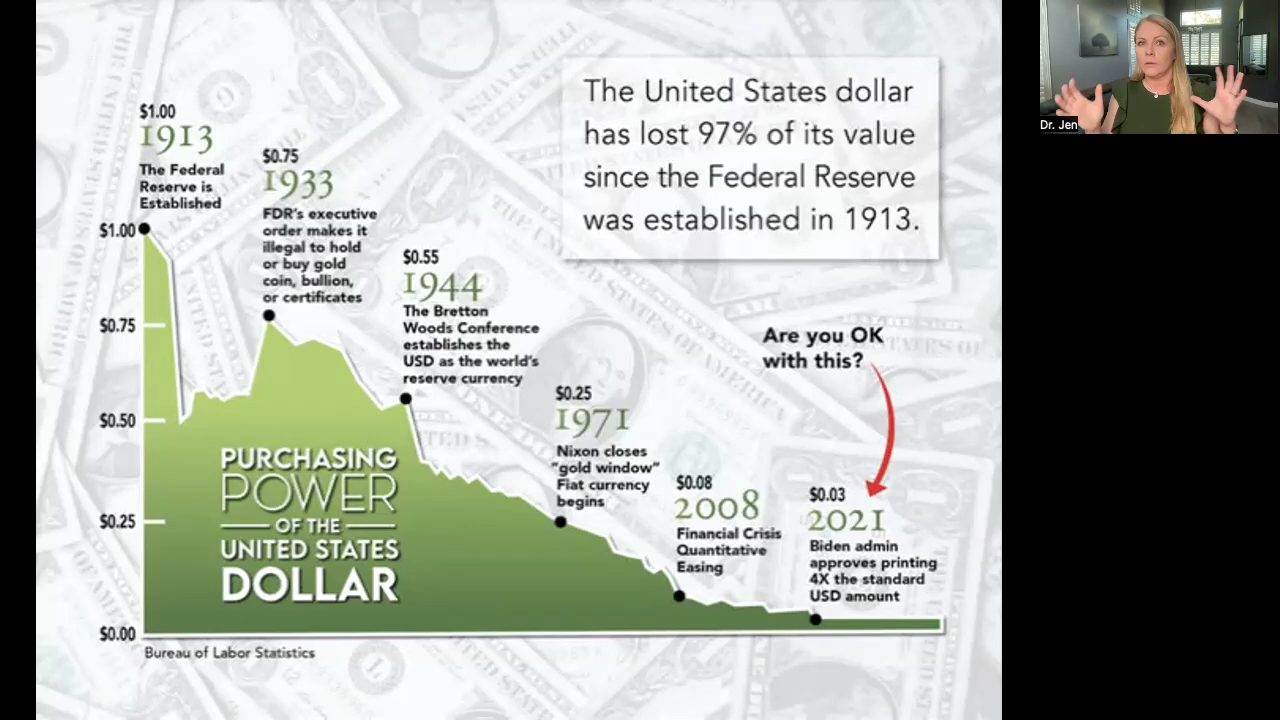 The United States dollar
has lost 97% of its value
since the Federal Reserve
was established in 1913.
Dr. Jen
$1.00
1913
The Federal
Reserve is
Established
$0.75
1933
FDR's executive
order makes it
illegal to hold
or buy gold
coin, bullion,
or certificates
$0.55
1944
The Bretton
Woods Conference
establishes the
USD as the world's
reserve currency
$0.25
1971
Nixon closes
"gold window"
Fiat currency
begins
$0.08
2008
Financial Crisis
Quantitative
Easing
Are you OK
with this?
$0.03
2021
Biden admin
approves printing
4X the standard
USD amount
$1.00
$0.75
$0.50
$0.25
$0.00
PURCHASING
POWER
OF THE
UNITED STATES
DOLLAR
Bureau of Labor Statistics